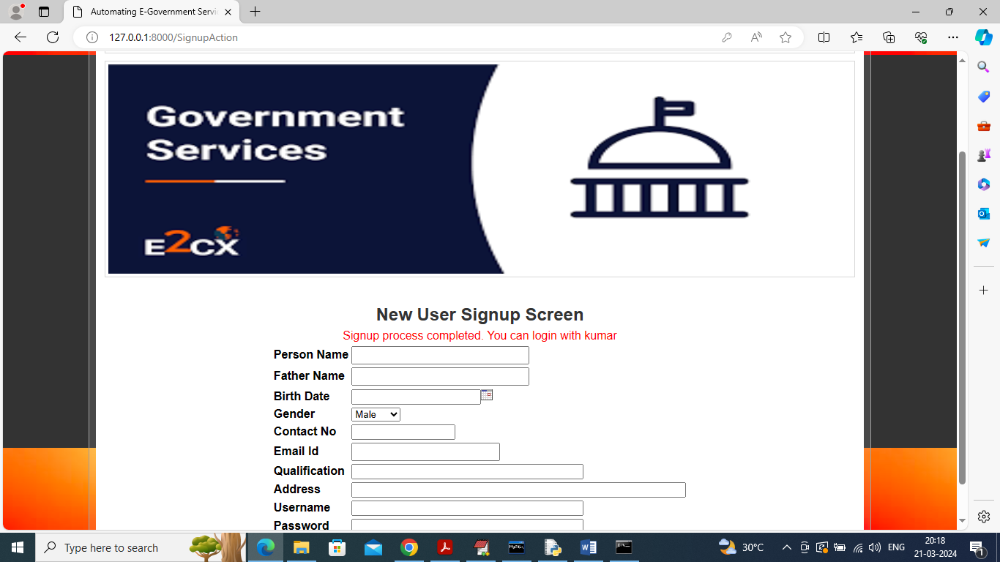 Automating E-Government Servi
127.0.0.1:8000/SignupAction
Government
Services
E2CX
New User Signup Screen
Signup process completed. You can login with kumar
Person Name
Father Name
Birth Date
Gender
Male
Contact No
Email Id
Qualification
Address
Username
Password
Type here to search
MySQL
30°C
ENG
20:18
21-03-2024
1